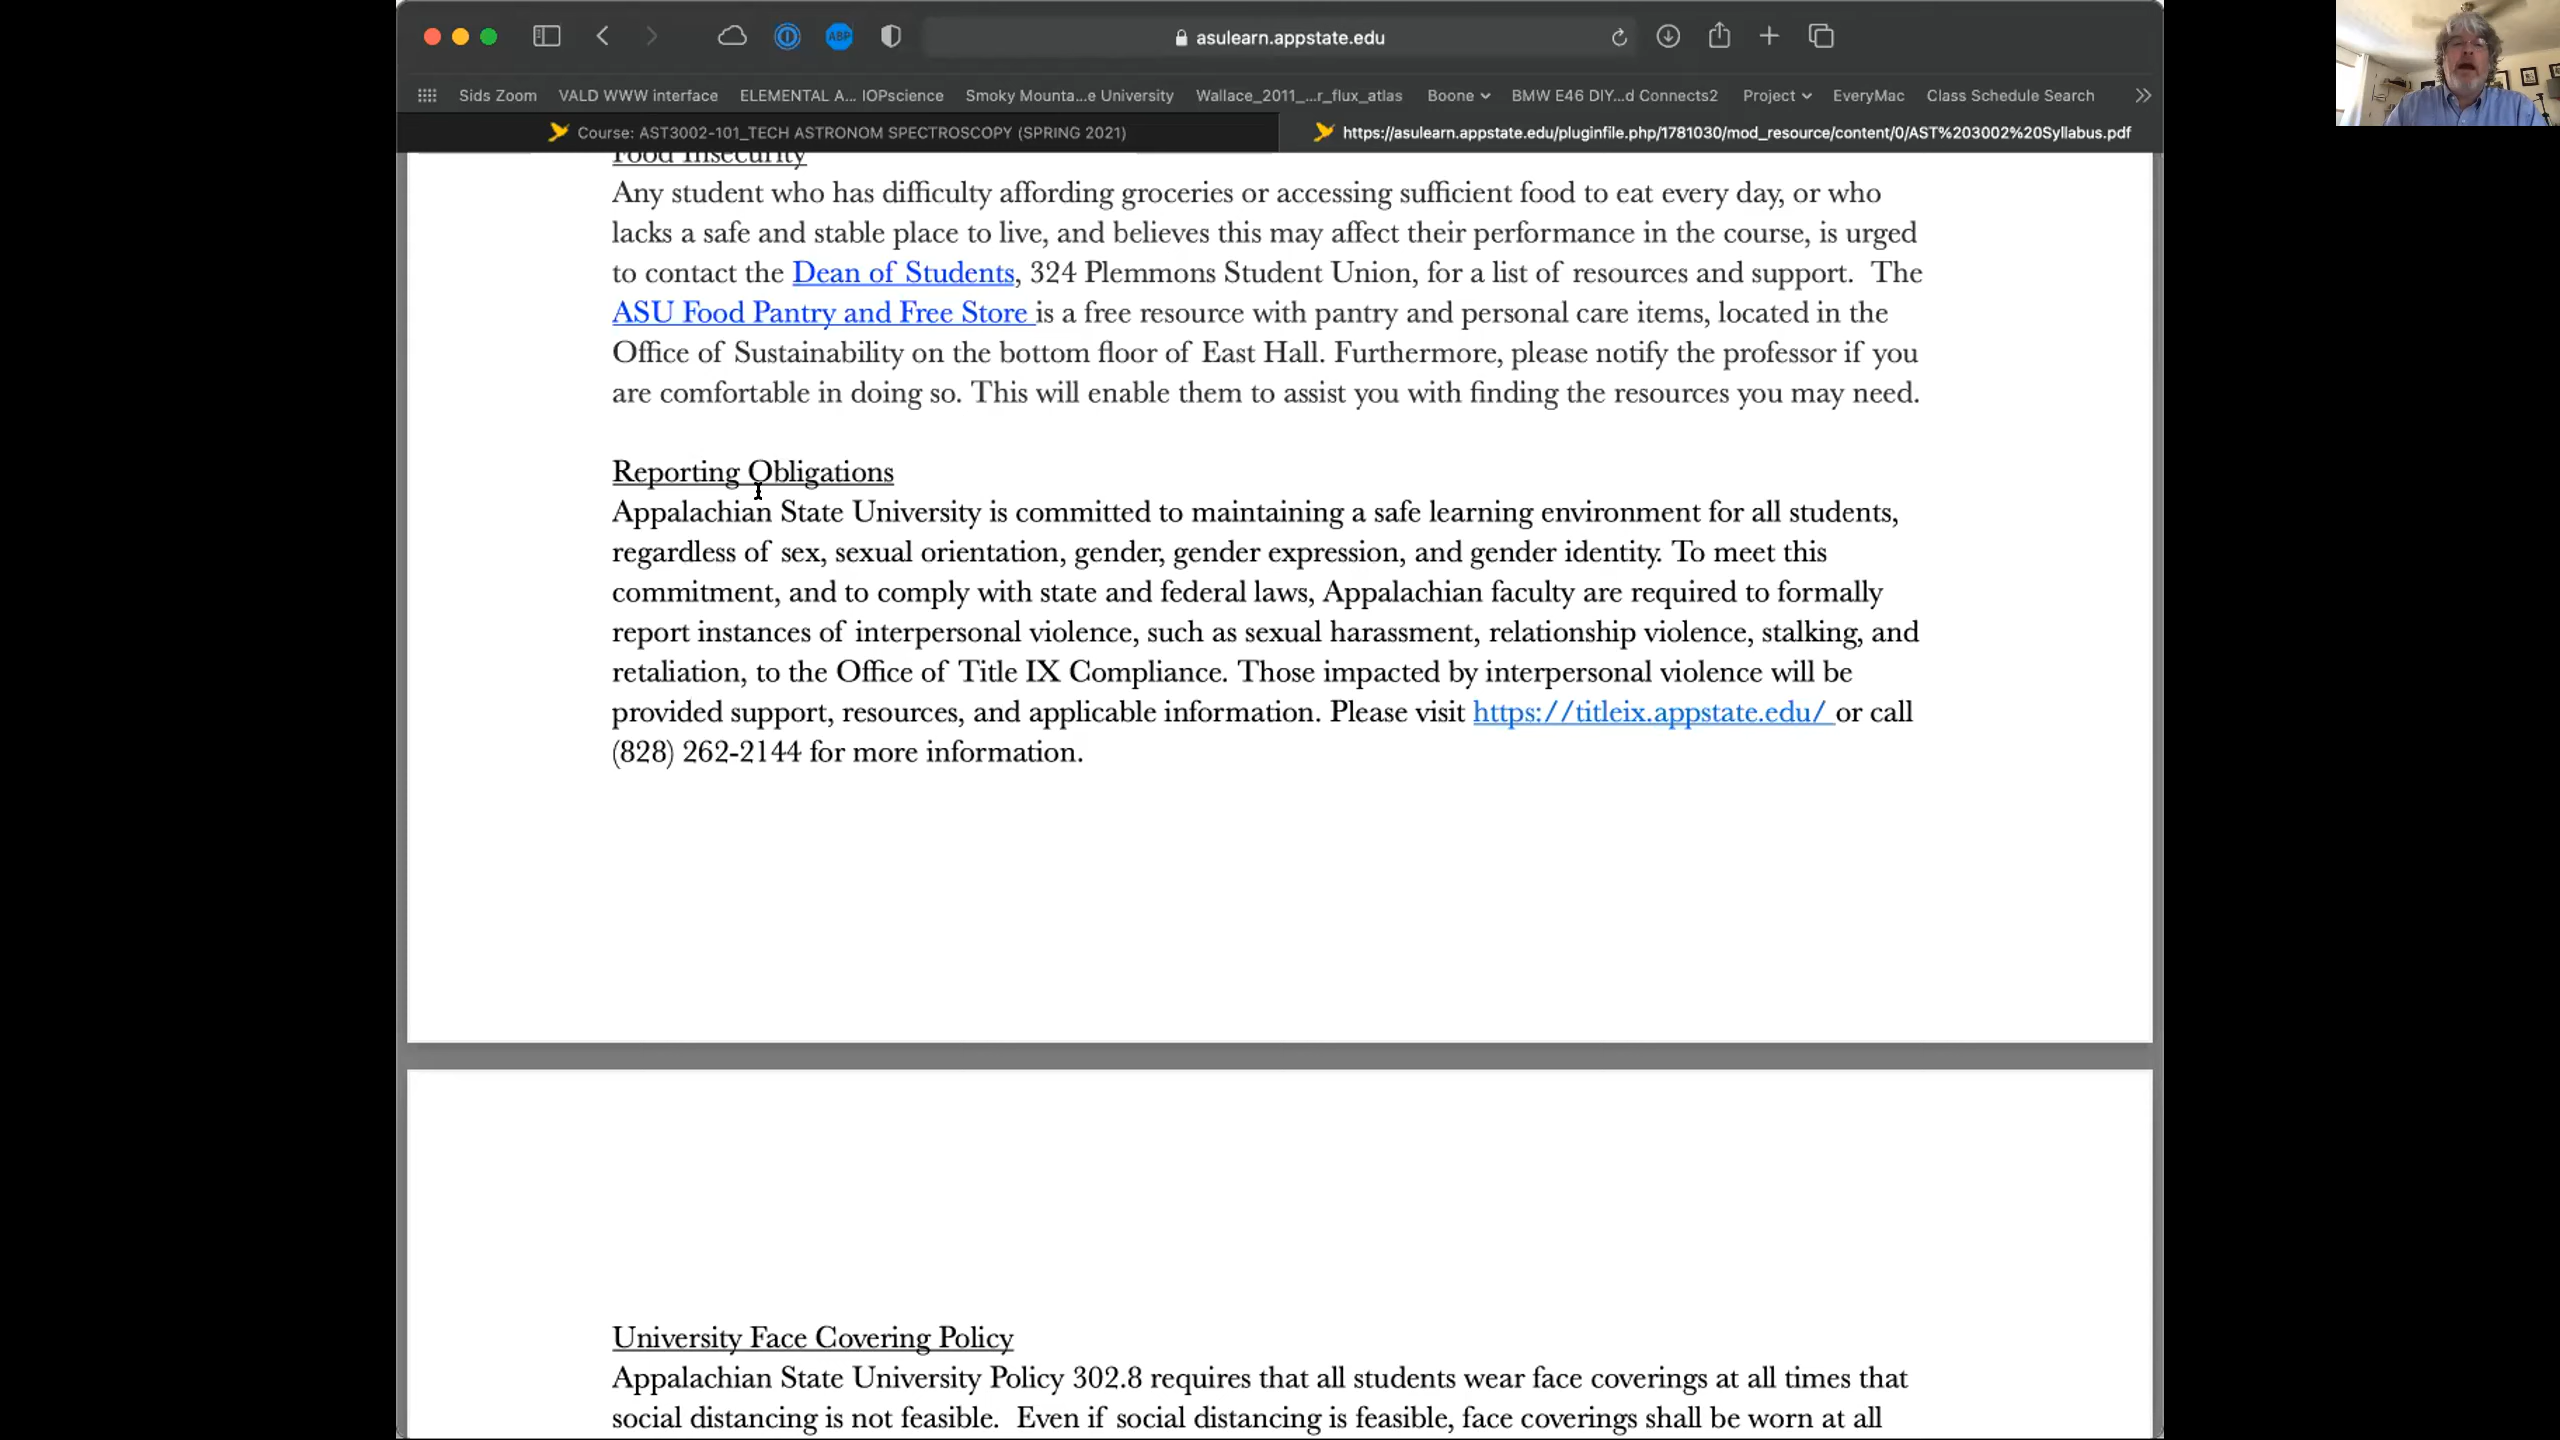 ABP
asulearn.appstate.edu
Sids Zoom VALD WWW interface ELEMENTAL A... IOPscience Smoky Mounta...e University Wallace_2011_...r_flux_atlas Boone BMW E46 DIY...d Connects2 Project EveryMac Class Schedule Search
Course: AST3002-101_TECH ASTRONOM SPECTROSCOPY (SPRING 2021) https://asulearn.appstate.edu/pluginfile.php/1781030/mod_resource/content/0/AST%203002%20Syllabus.pdf
Food Insecurity
Any student who has difficulty affording groceries or accessing sufficient food to eat every day, or who
lacks a safe and stable place to live, and believes this may affect their performance in the course, is urged
to contact the Dean of Students, 324 Plemmons Student Union, for a list of resources and support. The
ASU Food Pantry and Free Store is a free resource with pantry and personal care items, located in the
Office of Sustainability on the bottom floor of East Hall. Furthermore, please notify the professor if you
are comfortable in doing so. This will enable them to assist you with finding the resources you may need.
Reporting Obligations
Appalachian State University is committed to maintaining a safe learning environment for all students,
regardless of sex, sexual orientation, gender, gender expression, and gender identity. To meet this
commitment, and to comply with state and federal laws, Appalachian faculty are required to formally
report instances of interpersonal violence, such as sexual harassment, relationship violence, stalking, and
retaliation, to the Office of Title IX Compliance. Those impacted by interpersonal violence will be
provided support, resources, and applicable information. Please visit https://titleix.appstate.edu/ or call
(828) 262-2144 for more information.
University Face Covering Policy
Appalachian State University Policy 302.8 requires that all students wear face coverings at all times that
social distancing is not feasible. Even if social distancing is feasible, face coverings shall be worn at all